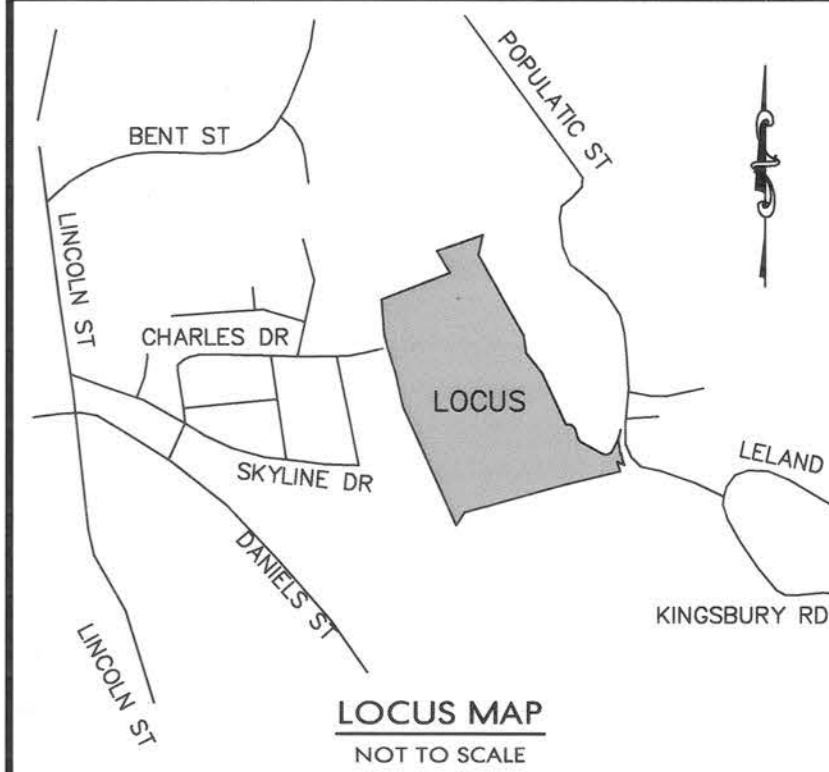 POPULATIC ST
BENT ST
LINCOLN ST
CHARLES DR
LOCUS
SKYLINE DR
LELAND
DANIELS ST
KINGSBURY RD
LINCOLN ST
LOCUS MAP
NOT TO SCALE